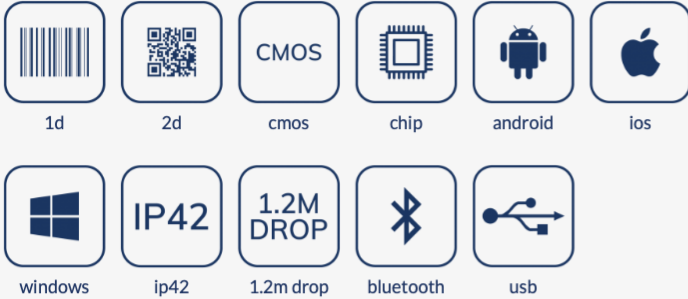 CMOS
1d
2d
cmos
chip
android
ios
IP42
1.2M
DROP
windows
ip42
1.2m drop
bluetooth
usb